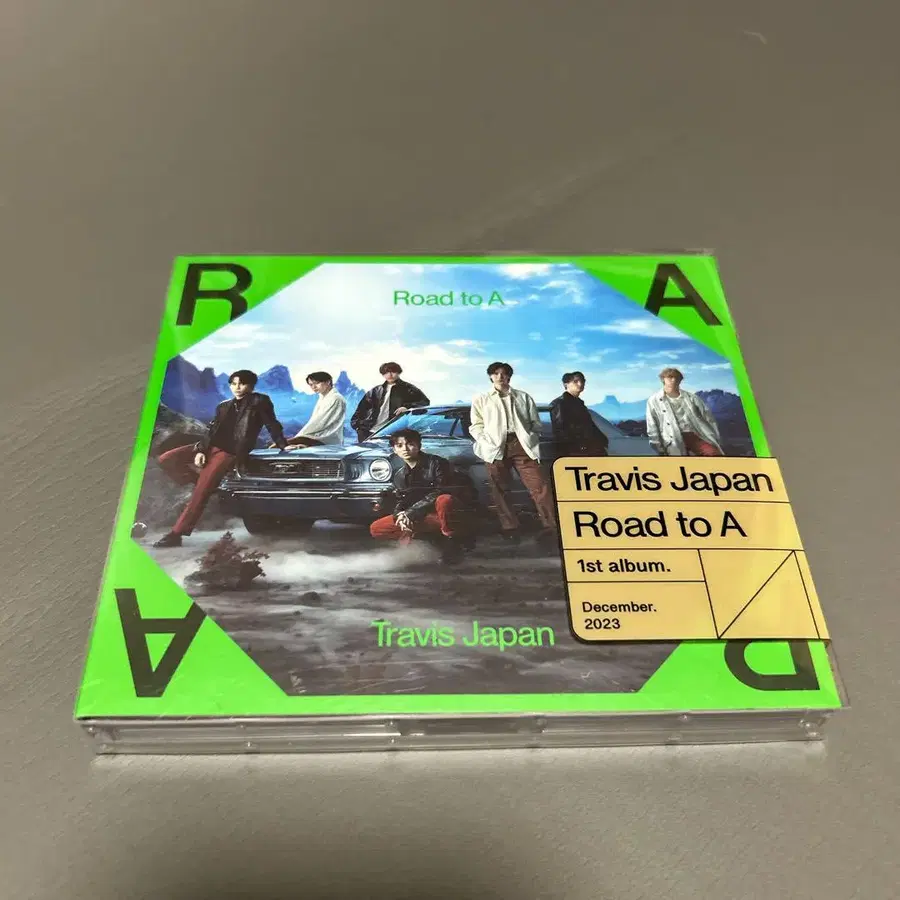 R
A
Road to A
Travis Japan
Road to A
1st album.
December.
2023
Travis Japan
A
D